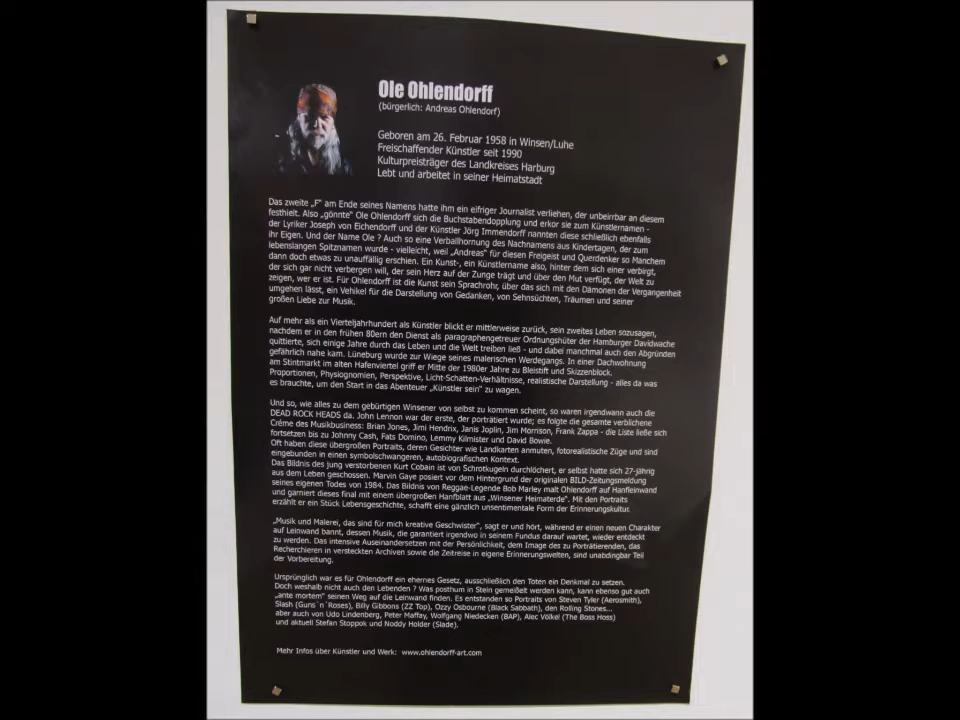 Ole Ohlendorff
(bürgerlich: Andreas Ohlendorf)
Geboren am 26. Februar 1958 in Winsen/Luhe
Freischaffender Künstler seit 1990
Kulturpreisträger des Landkreises Harburg
Lebt und arbeitet in seiner Heimatstadt
Das zweite „F“ am Ende seines Namens hatte ihm ein eifriger Journalist verliehen, der unbeirrbar an diesem
festhielt. Also „gönnte“ Ole Ohlendorff sich die Buchstabendopplung und erkor sie zum Künstlernamen -
der Lyriker Joseph von Eichendorff und der Künstler Jörg Immendorff nannten diese schließlich ebenfalls
ihr Eigen. Und der Name Ole ? Auch so eine Verballhornung des Nachnamens aus Kindertagen, der zum
lebenslangen Spitznamen wurde - vielleicht, weil „Andreas“ für diesen Freigeist und Querdenker so Manchem
dann doch etwas zu unauffällig erschien. Ein Kunst-, ein Künstlername also, hinter dem sich einer verbirgt,
der sich gar nicht verbergen will, der sein Herz auf der Zunge trägt und über den Mut verfügt, der Welt zu
zeigen, wer er ist. Für Ohlendorff ist die Kunst sein Sprachrohr, über das sich mit den Dämonen der Vergangenheit
umgehen lässt, ein Vehikel für die Darstellung von Gedanken, von Sehnsüchten, Träumen und seiner
großen Liebe zur Musik.
Auf mehr als ein Vierteljahrhundert als Künstler blickt er mittlerweise zurück, sein zweites Leben sozusagen,
nachdem er in den frühen 80ern den Dienst als paragraphengetreuer Ordnungshüter der Hamburger Davidwache
quittierte, sich einige Jahre durch das Leben und die Welt treiben ließ - und dabei manchmal auch den Abgründen
gefährlich nahe kam. Lüneburg wurde zur Wiege seines malerischen Werdegangs. In einer Dachwohnung
am Stintmarkt im alten Hafenviertel griff er Mitte der 1980er Jahre zu Bleistift und Skizzenblock.
Proportionen, Physiognomien, Perspektive, Licht-Schatten-Verhältnisse, realistische Darstellung - alles da was
es brauchte, um den Start in das Abenteuer „Künstler sein“ zu wagen.
Und so, wie alles zu dem gebürtigen Winsener von selbst zu kommen scheint, so waren irgendwann auch die
DEAD ROCK HEADS da. John Lennon war der erste, der porträtiert wurde; es folgte die gesamte verblichene
Crème des Musikbusiness: Brian Jones, Jimi Hendrix, Janis Joplin, Jim Morrison, Frank Zappa - die Liste ließe sich
fortsetzen bis zu Johnny Cash, Fats Domino, Lemmy Kilmister und David Bowie.
Oft haben diese übergroßen Portraits, deren Gesichter wie Landkarten anmuten, fotorealistische Züge und sind
eingebunden in einen symbolschwangeren, autobiografischen Kontext.
Das Bildnis des jung verstorbenen Kurt Cobain ist von Schrotkugeln durchlöchert, er selbst hatte sich 27-jährig
aus dem Leben geschossen. Marvin Gaye posiert vor dem Hintergrund der originalen BILD-Zeitungsmeldung
seines eigenen Todes von 1984. Das Bildnis von Reggae-Legende Bob Marley malt Ohlendorff auf Hanfleinwand
und garniert dieses final mit einem übergroßen Hanfblatt aus „Winsener Heimaterde“. Mit den Portraits
erzählt er ein Stück Lebensgeschichte, schafft eine gänzlich unsentimentale Form der Erinnerungskultur.
„Musik und Malerei, das sind für mich kreative Geschwister“, sagt er und hört, während er einen neuen Charakter
auf Leinwand bannt, dessen Musik, die garantiert irgendwo in seinem Fundus darauf wartet, wieder entdeckt
zu werden. Das intensive Auseinandersetzen mit der Persönlichkeit, dem Image des zu Porträtierenden, das
Recherchieren in versteckten Archiven sowie die Zeitreise in eigene Erinnerungswelten, sind unabdingbar Teil
der Vorbereitung.
Ursprünglich war es für Ohlendorff ein ehernes Gesetz, ausschließlich den Toten ein Denkmal zu setzen.
Doch weshalb nicht auch den Lebenden ? Was posthum in Stein gemeißelt werden kann, kann ebenso gut auch
„ante mortem“ seinen Weg auf die Leinwand finden. Es entstanden so Portraits von Steven Tyler (Aerosmith),
Slash (Guns´n´Roses), Billy Gibbons (ZZ Top), Ozzy Osbourne (Black Sabbath), den Rolling Stones...
aber auch von Udo Lindenberg, Peter Maffay, Wolfgang Niedecken (BAP), Alec Völkel (The Boss Hoss)
und aktuell Stefan Stoppok und Noddy Holder (Slade).
Mehr Infos über Künstler und Werk: www.ohlendorff-art.com